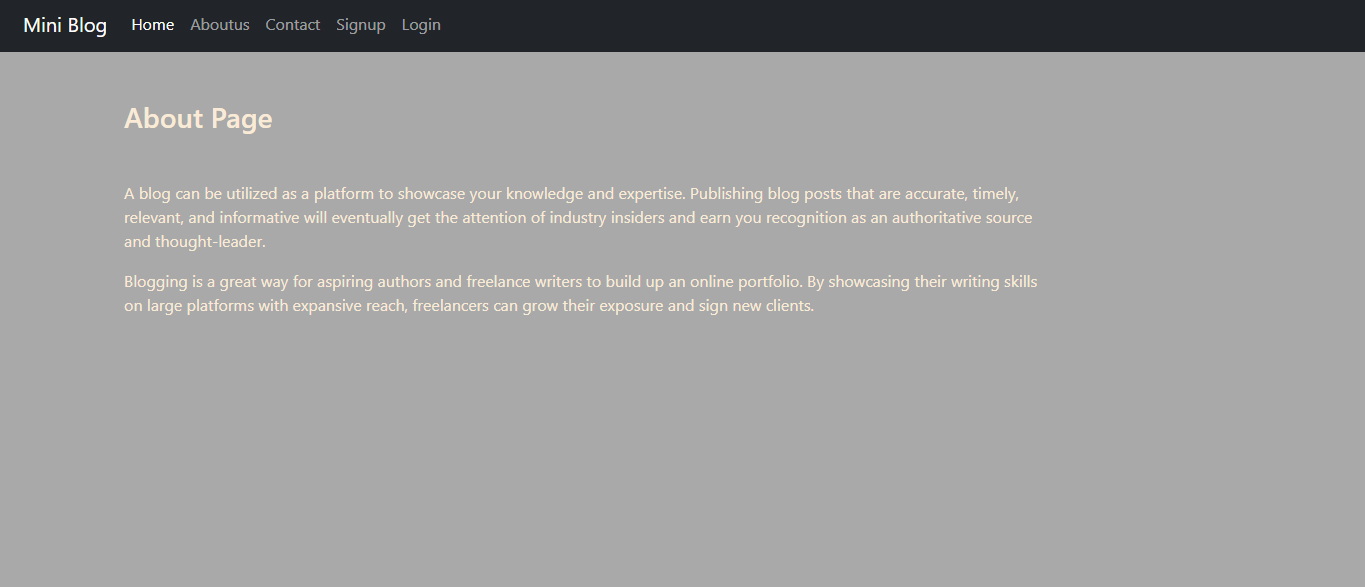 Mini Blog Home Aboutus Contact Signup Login
About Page
A blog can be utilized as a platform to showcase your knowledge and expertise. Publishing blog posts that are accurate, timely,
relevant, and informative will eventually get the attention of industry insiders and earn you recognition as an authoritative source
and thought-leader.
Blogging is a great way for aspiring authors and freelance writers to build up an online portfolio. By showcasing their writing skills
on large platforms with expansive reach, freelancers can grow their exposure and sign new clients.